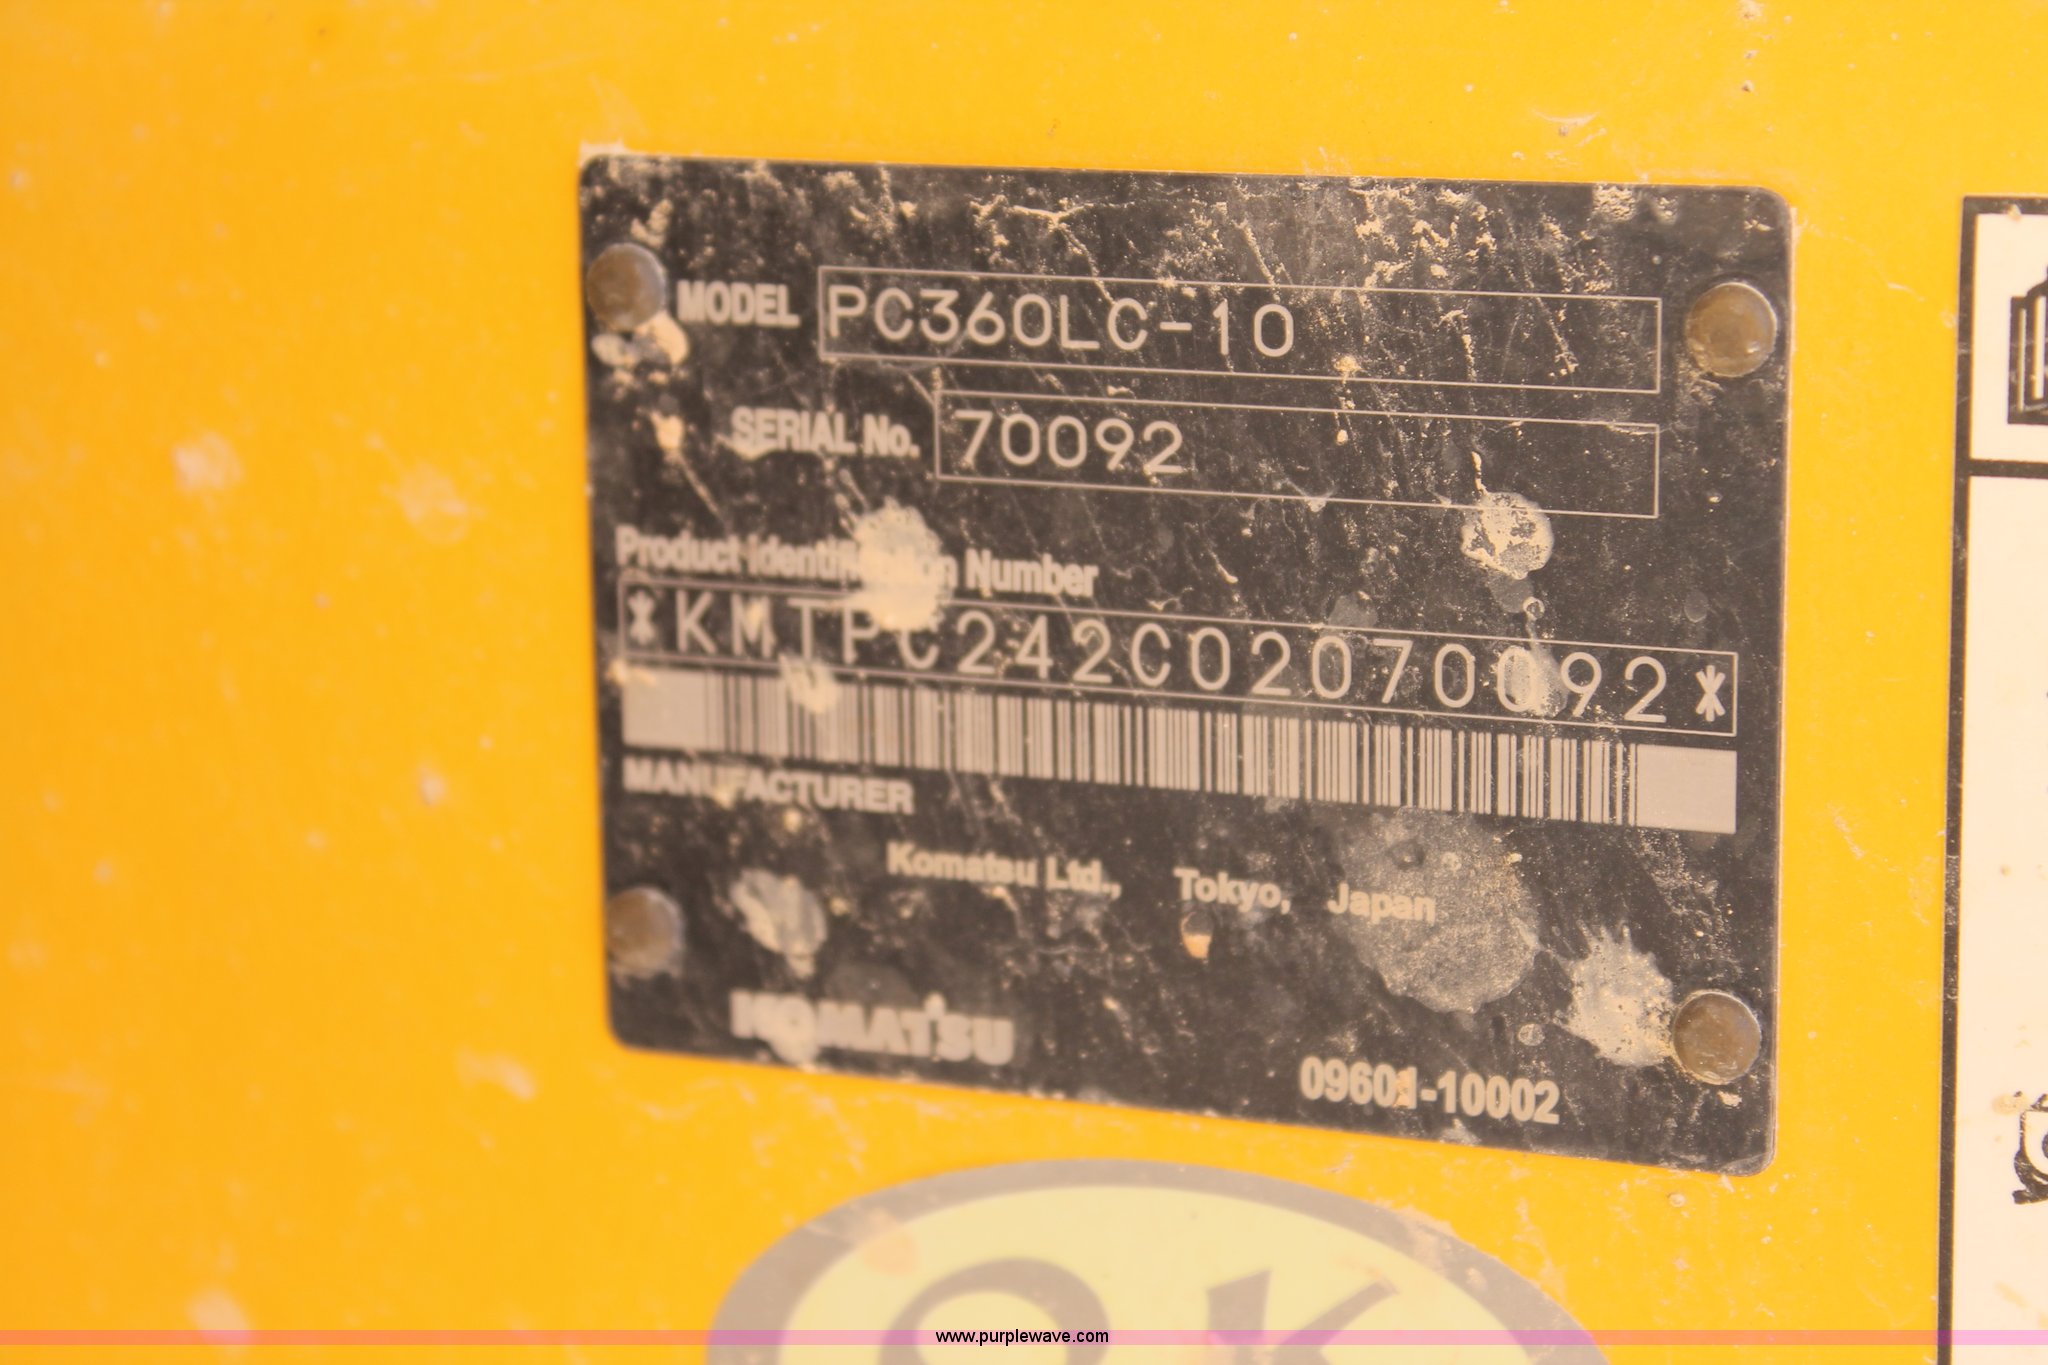 MODEL PC360LC-10
SERIAL No. 70092
Product Identification Number
*KMTPC242C02070092*
MANUFACTURER
Komatsu Ltd., Tokyo, Japan
KOMATSU
09601-10002
OK
www.purplewave.com